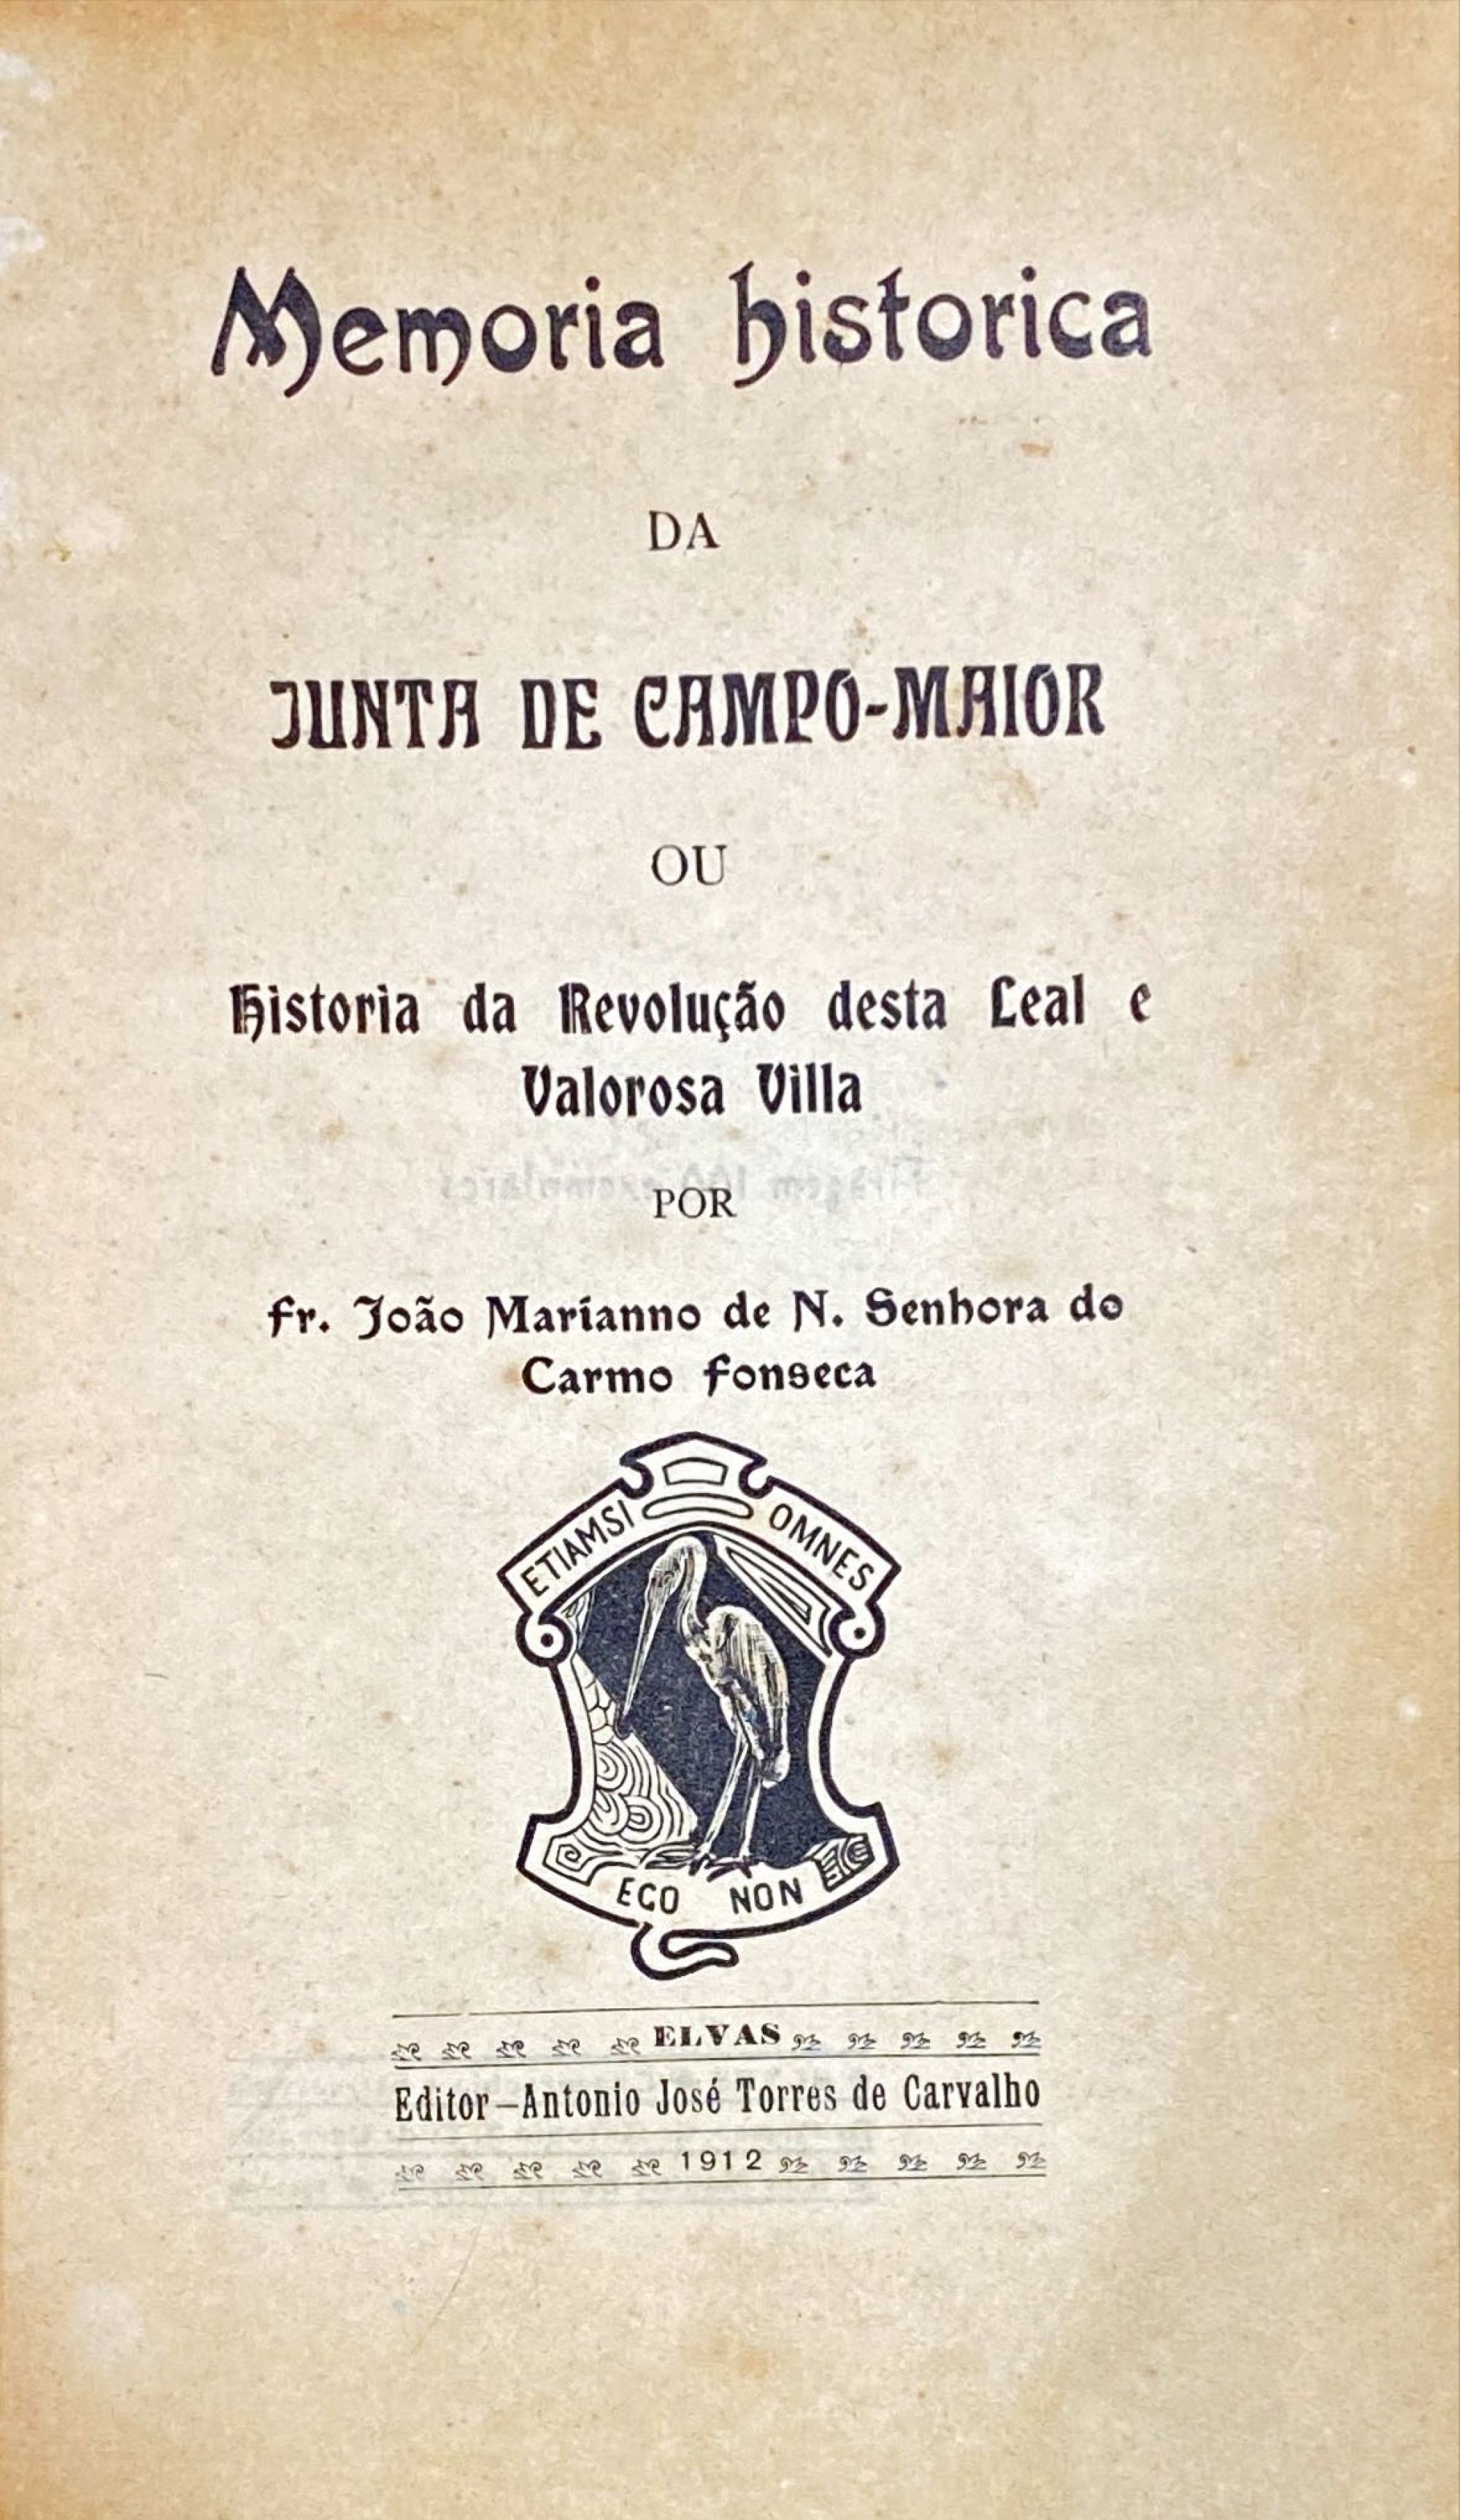 Memoria historica
DA
JUNTA DE CAMPO-MAIOR
OU
Historia da Revolução desta Leal e
Valorosa Villa
POR
Fr. João Marianno de N. Senhora do
Carmo Fonseca
ETIAMSI OMNES
EGO NON
ELVAS
Editor—Antonio José Torres de Carvalho
1912